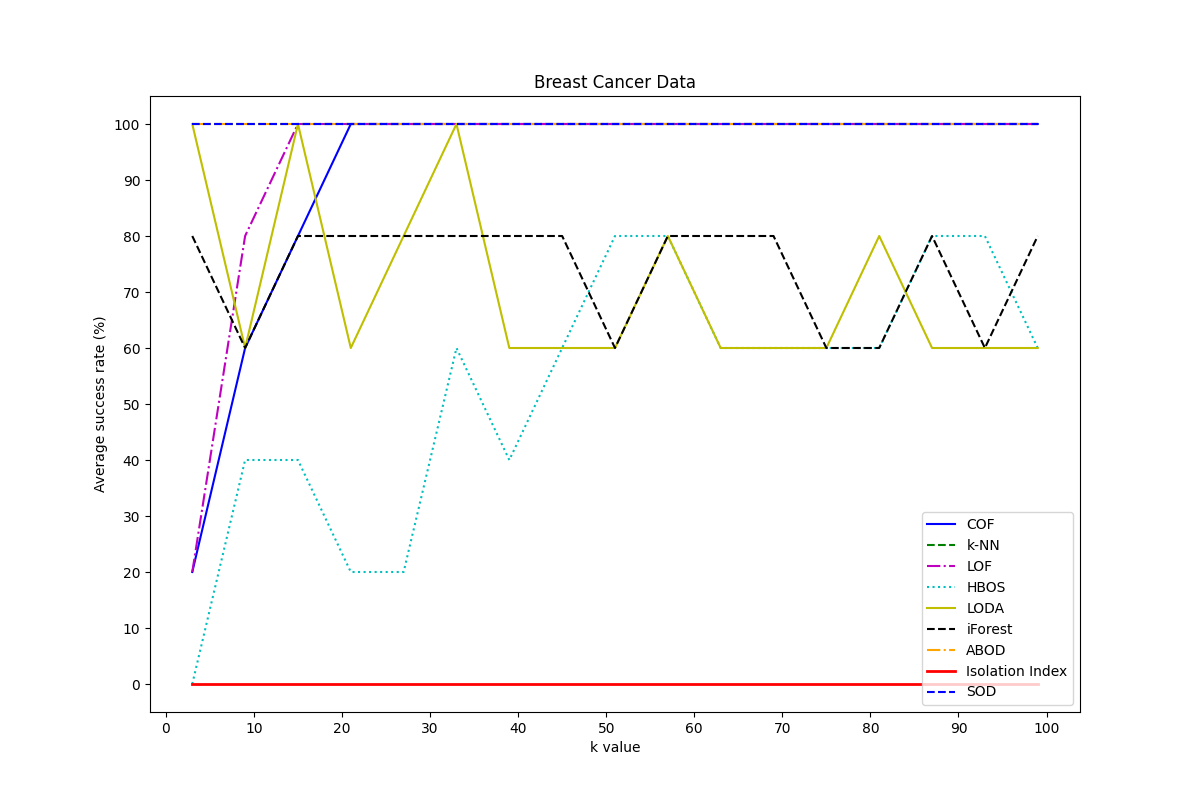 Breast Cancer Data
100
90
80
70
60
50
40
30
20
10
0
Average success rate (%)
COF
k-NN
LOF
HBOS
LODA
iForest
ABOD
Isolation Index
SOD
0 10 20 30 40 50 60 70 80 90 100
k value